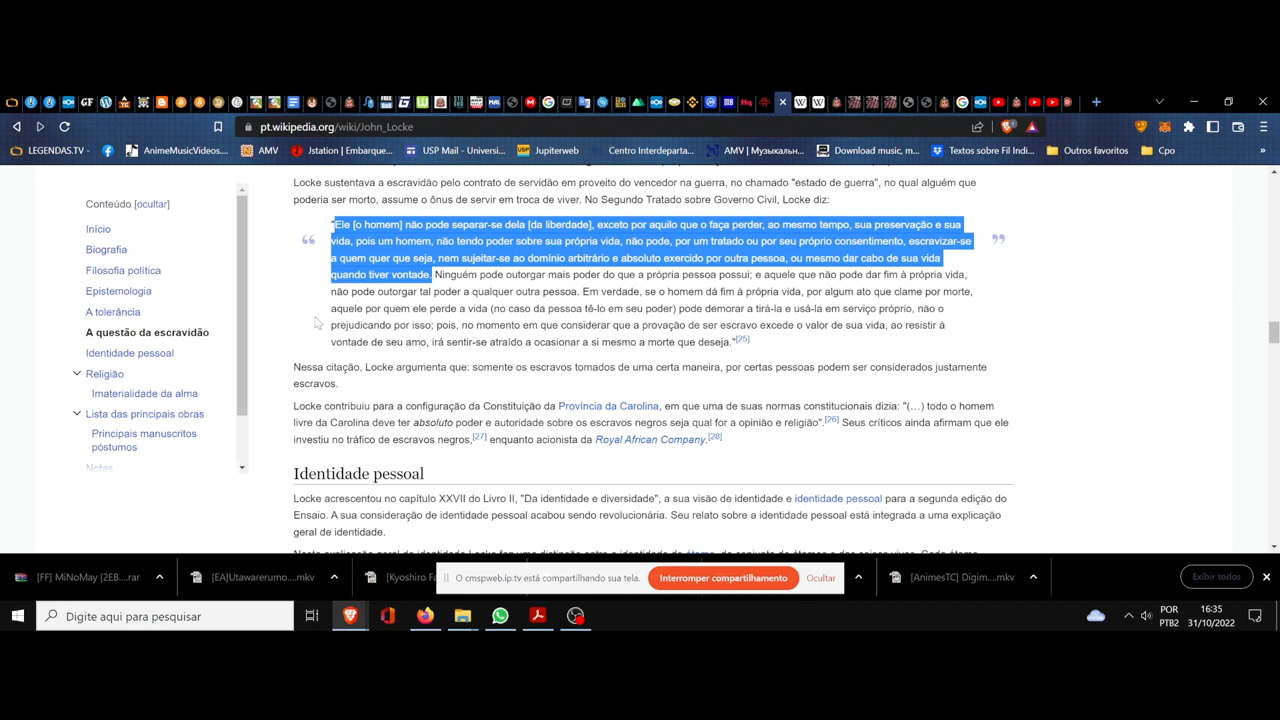 GF
MAIL
Hq
W
W
pt.wikipedia.org/wiki/John_Locke
LEGENDAS.TV
AnimeMusicVideos...
AMV
Jstation | Embarque...
USP Mail - Universi...
Jupiterweb
Centro Interdeparta...
AMV | Музыкальн...
Download music, m...
Textos sobre Fil Indi...
Outros favoritos
Cpo
»
Locke sustentava a escravidão pelo contrato de servidão em proveito do vencedor na guerra, no chamado "estado de guerra", no qual alguém que
poderia ser morto, assume o ônus de servir em troca de viver. No Segundo Tratado sobre Governo Civil, Locke diz:
Conteúdo [ocultar]
Início
Biografia
Filosofia política
Epistemologia
A tolerância
A questão da escravidão
Identidade pessoal
Religião
Imaterialidade da alma
Lista das principais obras
Principais manuscritos
póstumos
Notas
"Ele [o homem] não pode separar-se dela [da liberdade], exceto por aquilo que o faça perder, ao mesmo tempo, sua preservação e sua
vida, pois um homem, não tendo poder sobre sua própria vida, não pode, por um tratado ou por seu próprio consentimento, escravizar-se
a quem quer que seja, nem sujeitar-se ao domínio arbitrário e absoluto exercido por outra pessoa, ou mesmo dar cabo de sua vida
quando tiver vontade. Ninguém pode outorgar mais poder do que a própria pessoa possui; e aquele que não pode dar fim à própria vida,
não pode outorgar tal poder a qualquer outra pessoa. Em verdade, se o homem dá fim à própria vida, por algum ato que clame por morte,
aquele por quem ele perde a vida (no caso da pessoa tê-lo em seu poder) pode demorar a tirá-la e usá-la em serviço próprio, não o
prejudicando por isso; pois, no momento em que considerar que a provação de ser escravo excede o valor de sua vida, ao resistir à
vontade de seu amo, irá sentir-se atraído a ocasionar a si mesmo a morte que deseja."[25]
Nessa citação, Locke argumenta que: somente os escravos tomados de uma certa maneira, por certas pessoas podem ser considerados justamente
escravos.
Locke contribuiu para a configuração da Constituição da Província da Carolina, em que uma de suas normas constitucionais dizia: "(…) todo o homem
livre da Carolina deve ter absoluto poder e autoridade sobre os escravos negros seja qual for a opinião e religião".[26] Seus críticos ainda afirmam que ele
investiu no tráfico de escravos negros,[27] enquanto acionista da Royal African Company.[28]
Identidade pessoal
Locke acrescentou no capítulo XXVII do Livro II, "Da identidade e diversidade", a sua visão de identidade e identidade pessoal para a segunda edição do
Ensaio. A sua consideração de identidade pessoal acabou sendo revolucionária. Seu relato sobre a identidade pessoal está integrada a uma explicação
geral de identidade.
[FF] MiNoMay [2EB....rar
[EA]Utawarerumo....mkv
[Kyoshiro Fa
O cmspweb.ip.tv está compartilhando sua tela.
Interromper compartilhamento
Ocultar
[AnimesTC] Digim....mkv
Exibir todos
Digite aqui para pesquisar
POR
PTB2
16:35
31/10/2022